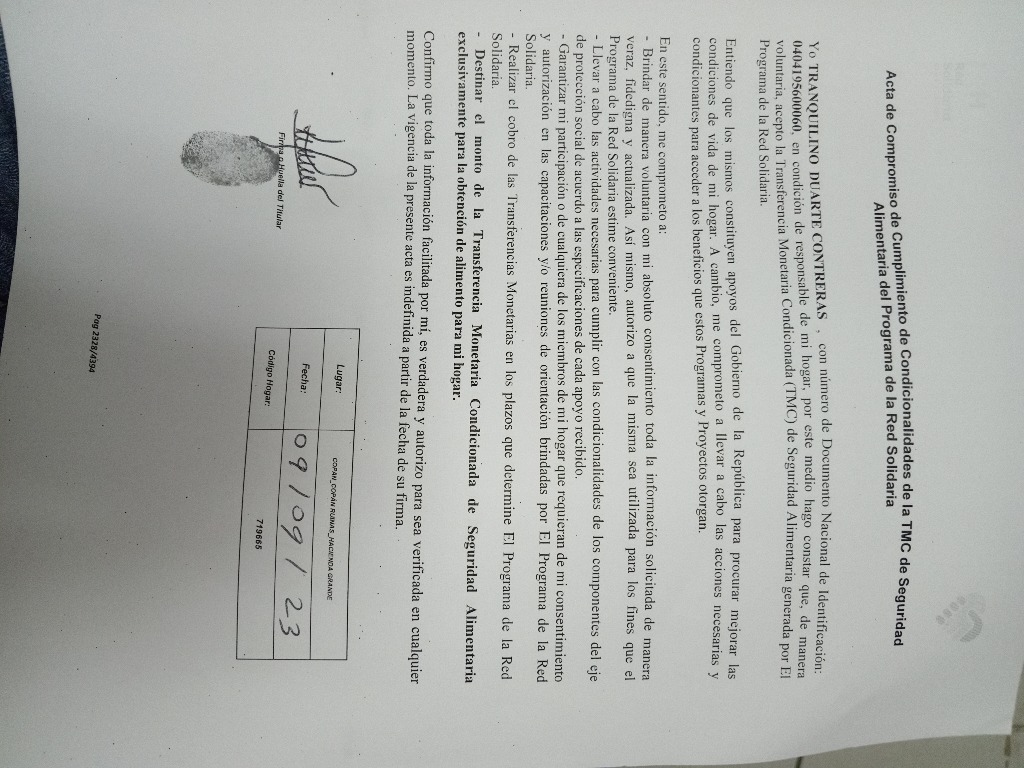 Acta de Compromiso de Cumplimiento de Condicionalidades de la TMC de Seguridad
Alimentaria del Programa de la Red Solidaria
Yo TRANQUILINO DUARTE CONTRERAS , con número de Documento Nacional de Identificación:
0404195600060, en condición de responsable de mi hogar, por este medio hago constar que, de manera
voluntaria, acepto la Transferencia Monetaria Condicionada (TMC) de Seguridad Alimentaria generada por El
Programa de la Red Solidaria.
Entiendo que los mismos constituyen apoyos del Gobierno de la República para procurar mejorar las
condiciones de vida de mi hogar. A cambio, me comprometo a llevar a cabo las acciones necesarias y
condicionantes para acceder a los beneficios que estos Programas y Proyectos otorgan.
En este sentido, me comprometo a:
- Brindar de manera voluntaria con mi absoluto consentimiento toda la información solicitada de manera
veraz, fidedigna y actualizada. Así mismo, autorizo a que la misma sea utilizada para los fines que el
Programa de la Red Solidaria estime conveniente.
- Llevar a cabo las actividades necesarias para cumplir con las condicionalidades de los componentes del eje
de protección social de acuerdo a las especificaciones de cada apoyo recibido.
- Garantizar mi participación o de cualquiera de los miembros de mi hogar que requieran de mi consentimiento
y autorización en las capacitaciones y/o reuniones de orientación brindadas por El Programa de la Red
Solidaria.
- Realizar el cobro de las Transferencias Monetarias en los plazos que determine El Programa de la Red
Solidaria.
- Destinar el monto de la Transferencia Monetaria Condicionada de Seguridad Alimentaria
exclusivamente para la obtención de alimento para mi hogar.
Confirmo que toda la información facilitada por mí, es verdadera y autorizo para sea verificada en cualquier
momento. La vigencia de la presente acta es indefinida a partir de la fecha de su firma.
Firma o Huella del Titular
Lugar: COPAN_COPÁN RUINAS_HACIENDA GRANDE
Fecha: 09/09/23
Código Hogar: 719665
Pág 2328/4394